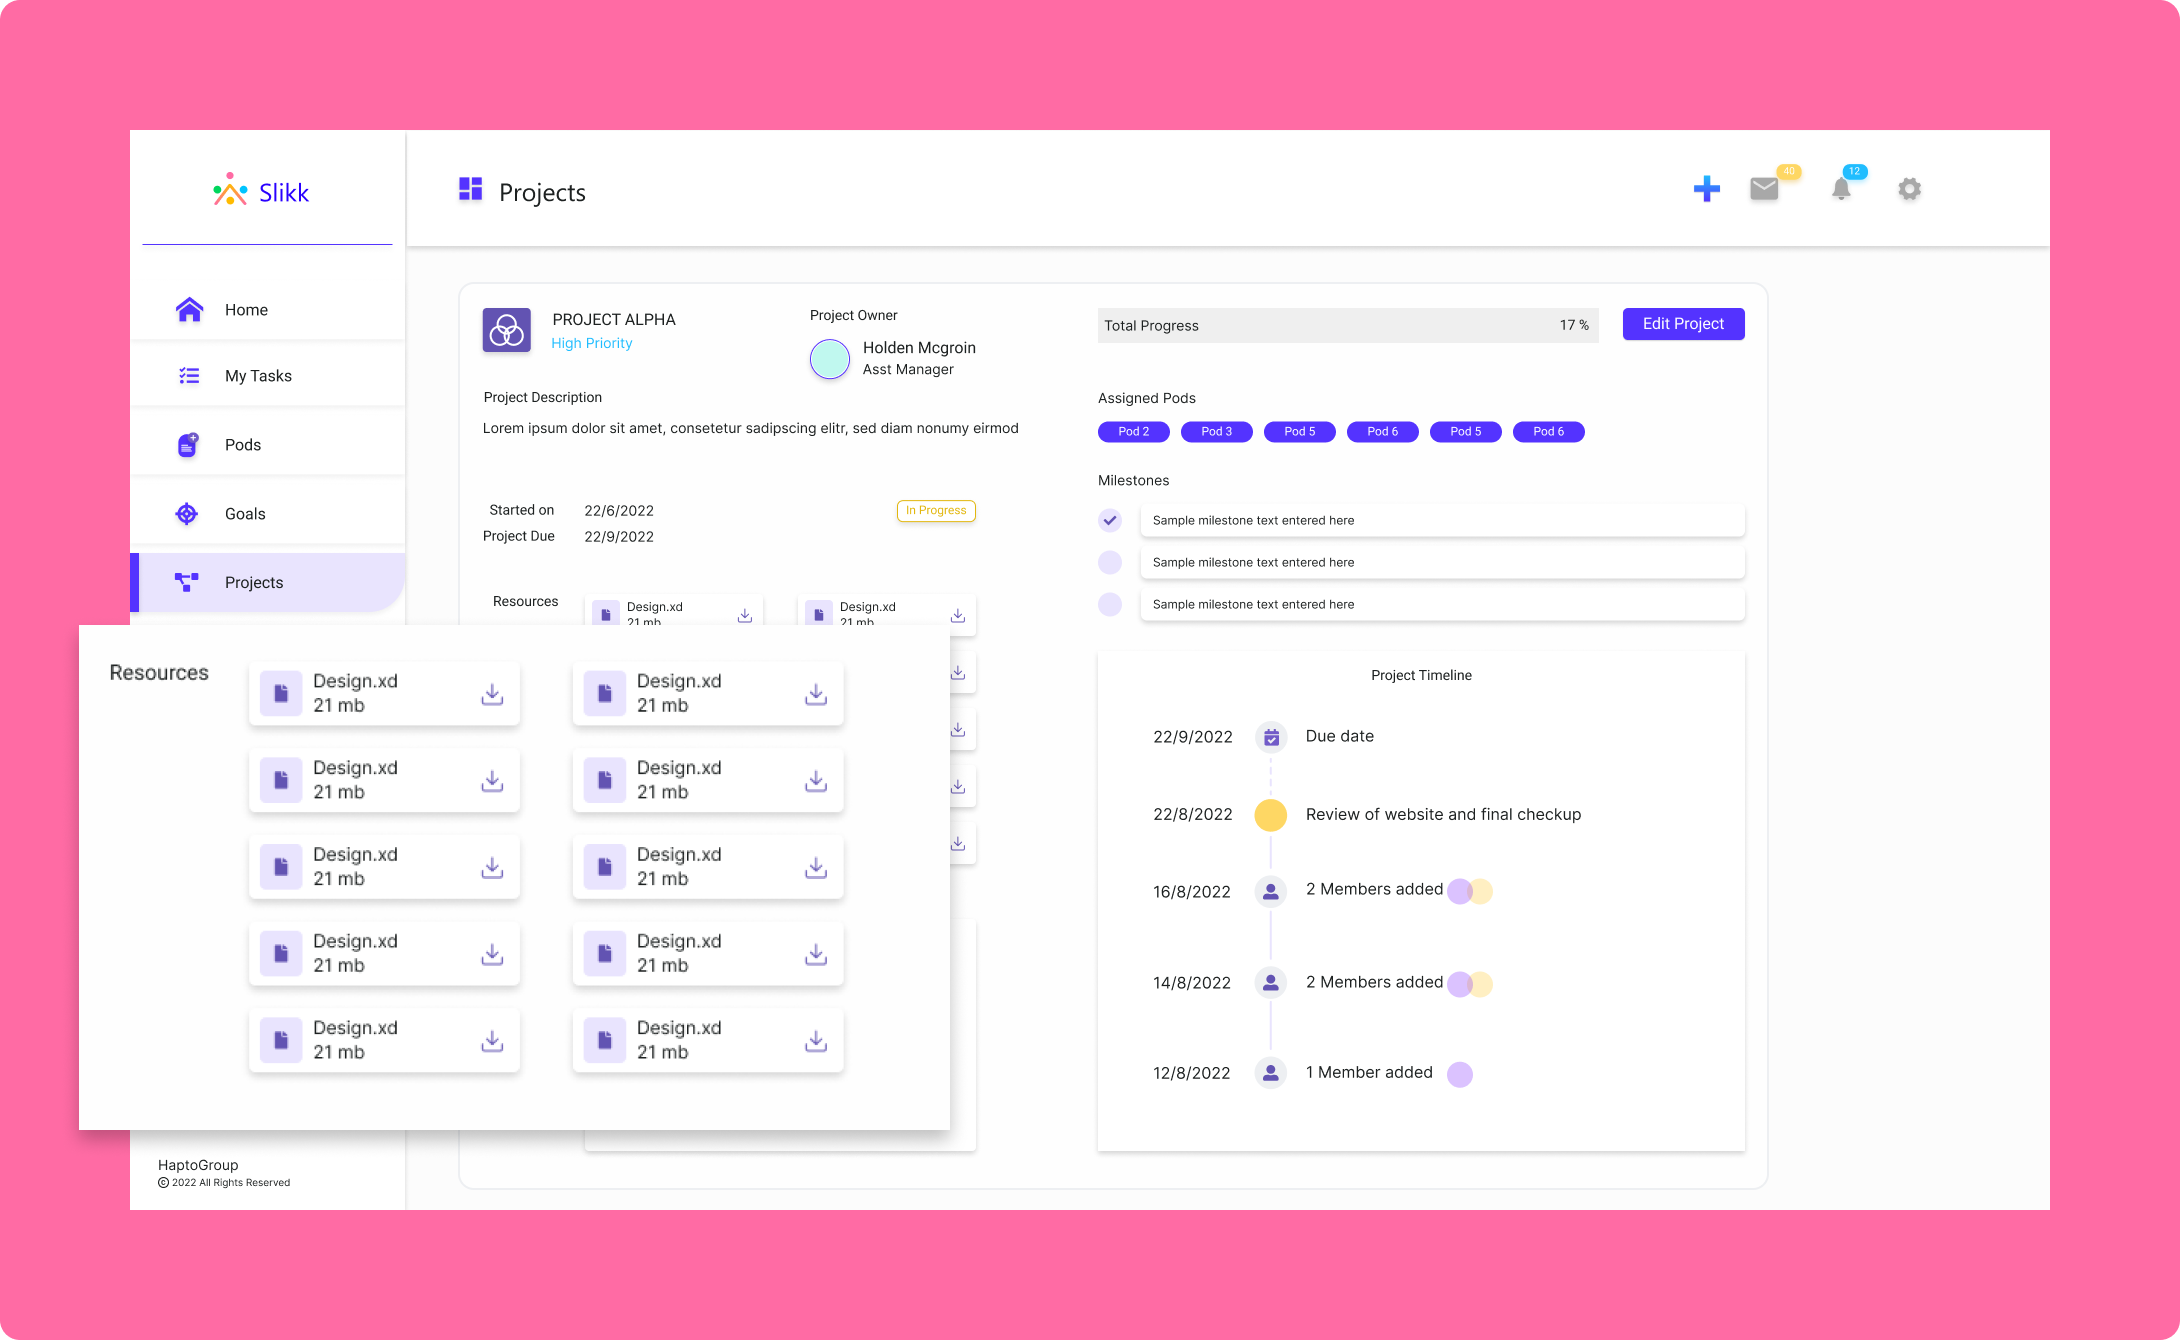 Slikk
Projects
40
12
Home
My Tasks
Pods
Goals
Projects
HaptoGroup
© 2022 All Rights Reserved
PROJECT ALPHA
High Priority
Project Owner
Holden Mcgroin
Asst Manager
Project Description
Lorem ipsum dolor sit amet, consetetur sadipscing elitr, sed diam nonumy eirmod
Started on 22/6/2022
In Progress
Project Due 22/9/2022
Resources
Design.xd
21 mb
Design.xd
21 mb
Resources
Design.xd
21 mb
Design.xd
21 mb
Design.xd
21 mb
Design.xd
21 mb
Design.xd
21 mb
Design.xd
21 mb
Design.xd
21 mb
Design.xd
21 mb
Design.xd
21 mb
Design.xd
21 mb
Total Progress 17 %
Edit Project
Assigned Pods
Pod 2 Pod 3 Pod 5 Pod 6 Pod 5 Pod 6
Milestones
Sample milestone text entered here
Sample milestone text entered here
Sample milestone text entered here
Project Timeline
22/9/2022 Due date
22/8/2022 Review of website and final checkup
16/8/2022 2 Members added
14/8/2022 2 Members added
12/8/2022 1 Member added